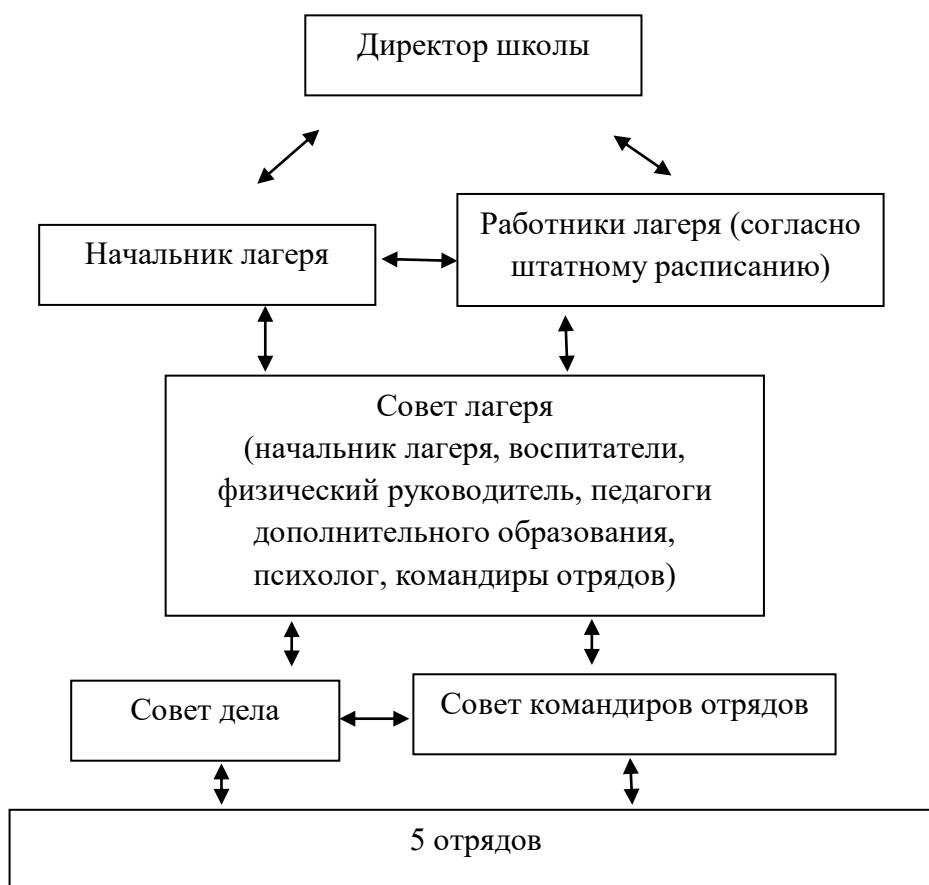 Директор школы
Начальник лагеря
Работники лагеря (согласно
штатному расписанию)
Совет лагеря
(начальник лагеря, воспитатели,
физический руководитель, педагоги
дополнительного образования,
психолог, командиры отрядов)
Совет дела
Совет командиров отрядов
5 отрядов